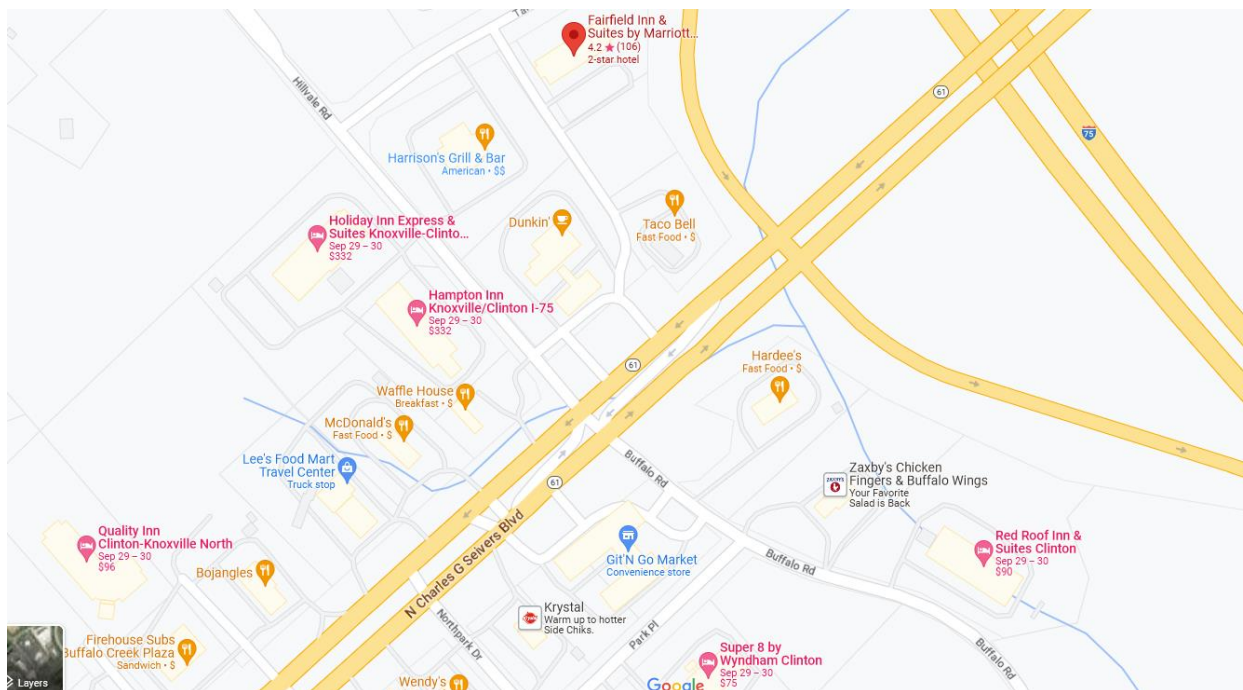 Fairfield Inn &
Suites by Marriott...
4.2 ★ (106)
2-star hotel
61
75
Hillvale Rd
Harrison's Grill & Bar
American • $$
Holiday Inn Express &
Suites Knoxville-Clinto...
Sep 29 – 30
$332
Dunkin'
Taco Bell
Fast Food • $
Hampton Inn
Knoxville/Clinton I-75
Sep 29 – 30
$332
61
Hardee's
Fast Food • $
Waffle House
Breakfast • $
McDonald's
Fast Food • $
Lee's Food Mart
Travel Center
Truck stop
Buffalo Rd
61
Zaxby's Chicken
Fingers & Buffalo Wings
Your Favorite
Salad is Back
Quality Inn
Clinton-Knoxville North
Sep 29 – 30
$96
N Charles G Seivers Blvd
Git'N Go Market
Convenience store
Buffalo Rd
Red Roof Inn &
Suites Clinton
Sep 29 – 30
$90
Bojangles
Krystal
Warm up to hotter
Side Chiks.
Northpark Dr
Park Pl
Buffalo Rd
Firehouse Subs
Buffalo Creek Plaza
Sandwich • $
Super 8 by
Wyndham Clinton
Sep 29 – 30
$75
Layers
Wendy's
Google